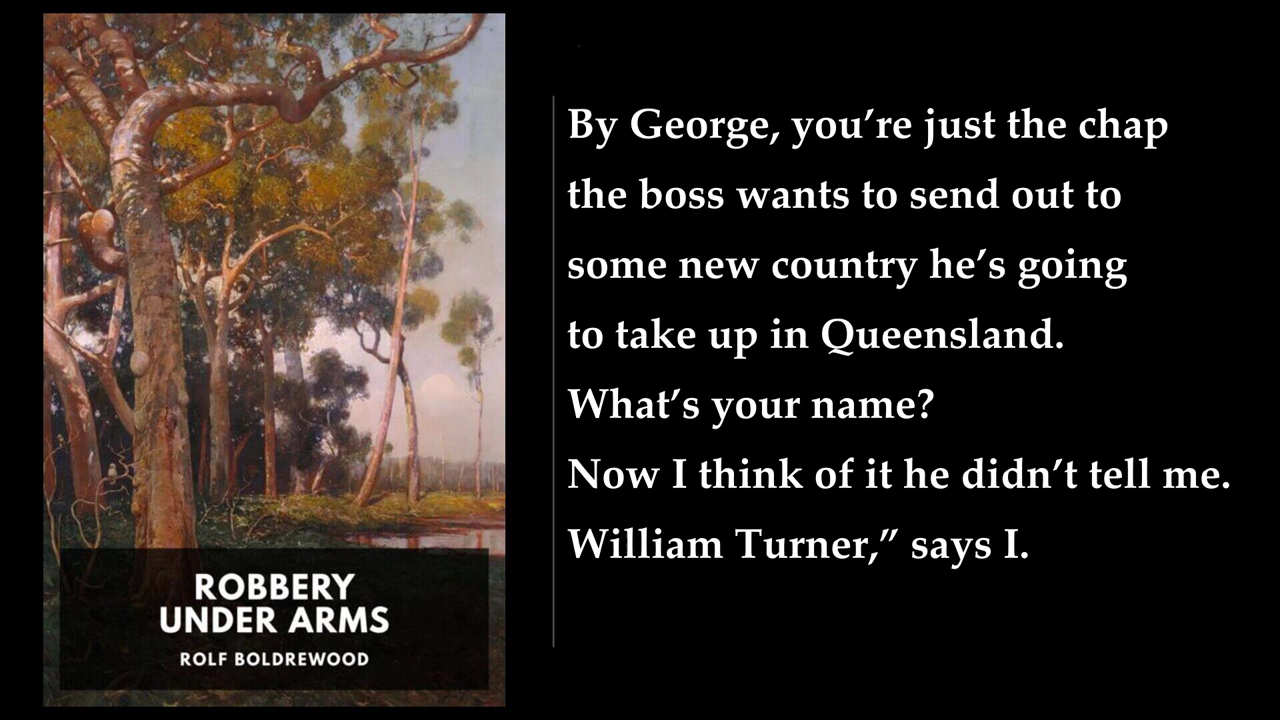 By George, you’re just the chap
the boss wants to send out to
some new country he’s going
to take up in Queensland.
What’s your name?
Now I think of it he didn’t tell me.
William Turner,” says I.
ROBBERY
UNDER ARMS
ROLF BOLDREWOOD